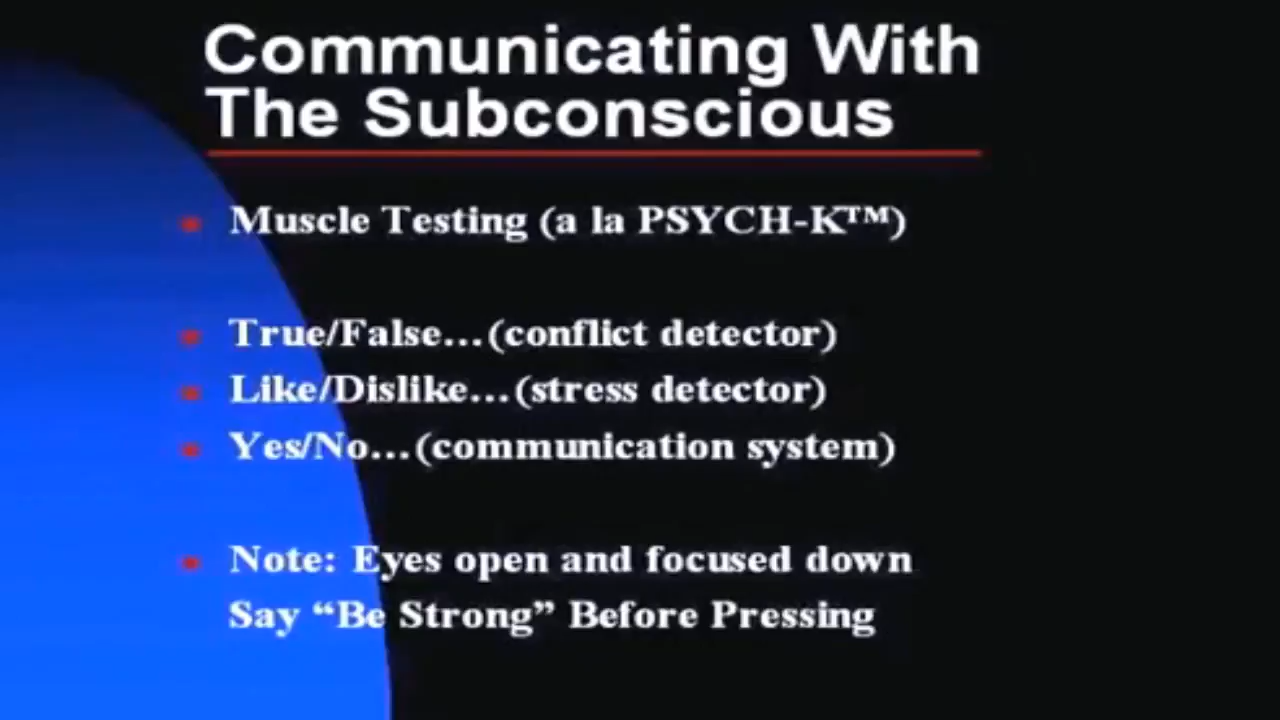 Communicating With
The Subconscious
Muscle Testing (a la PSYCH-K™)
True/False...(conflict detector)
Like/Dislike...(stress detector)
Yes/No...(communication system)
Note: Eyes open and focused down
Say “Be Strong” Before Pressing